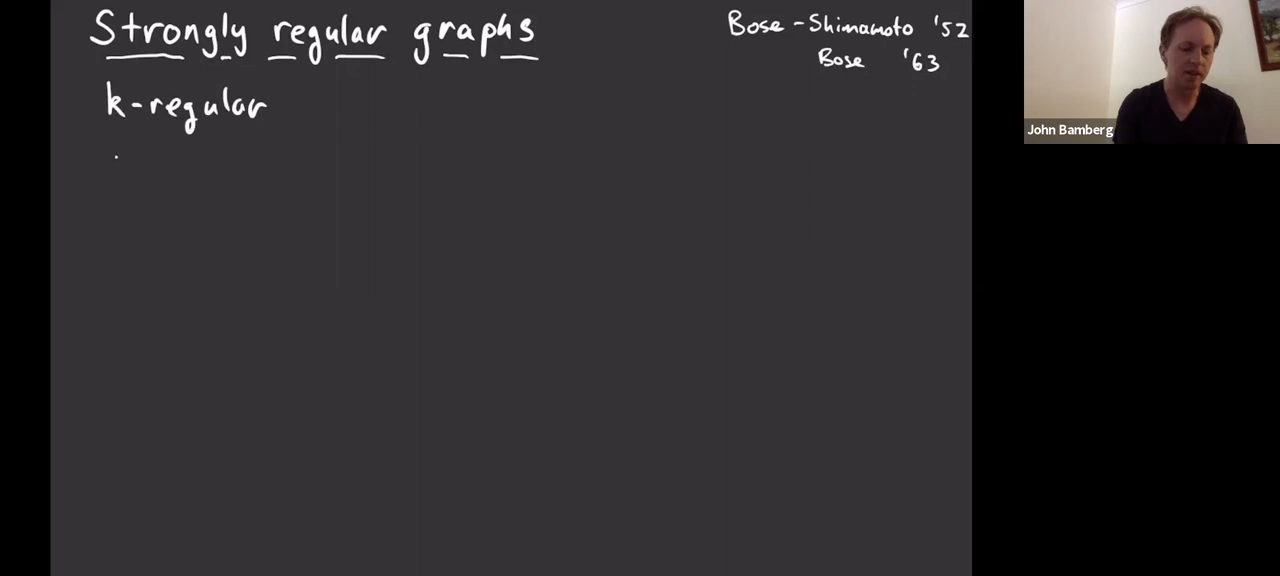 Strongly regular graphs
Bose - Shimamoto '52
Bose '63
k-regular
John Bamberg